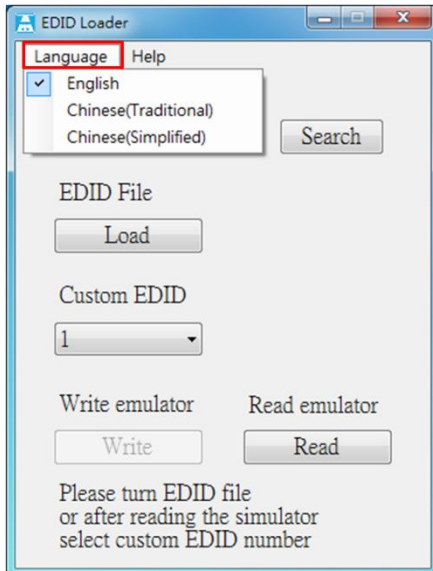 EDID Loader
Language Help
English
Chinese(Traditional)
Chinese(Simplified)
Search
EDID File
Load
Custom EDID
1
Write emulator Read emulator
Write Read
Please turn EDID file
or after reading the simulator
select custom EDID number